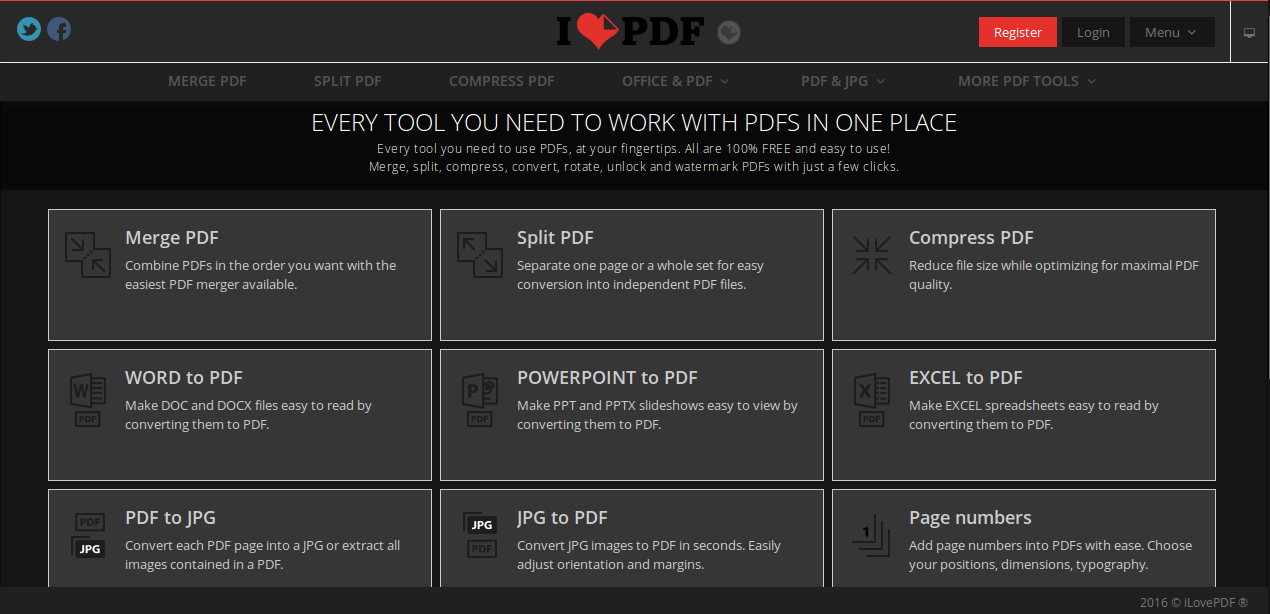 I PDF
Register
Login
Menu
MERGE PDF
SPLIT PDF
COMPRESS PDF
OFFICE & PDF
PDF & JPG
MORE PDF TOOLS
EVERY TOOL YOU NEED TO WORK WITH PDFS IN ONE PLACE
Every tool you need to use PDFs, at your fingertips. All are 100% FREE and easy to use!
Merge, split, compress, convert, rotate, unlock and watermark PDFs with just a few clicks.
Merge PDF
Combine PDFs in the order you want with the
easiest PDF merger available.
Split PDF
Separate one page or a whole set for easy
conversion into independent PDF files.
Compress PDF
Reduce file size while optimizing for maximal PDF
quality.
W
PDF
WORD to PDF
Make DOC and DOCX files easy to read by
converting them to PDF.
P
PDF
POWERPOINT to PDF
Make PPT and PPTX slideshows easy to view by
converting them to PDF.
X
PDF
EXCEL to PDF
Make EXCEL spreadsheets easy to read by
converting them to PDF.
PDF
JPG
PDF to JPG
Convert each PDF page into a JPG or extract all
images contained in a PDF.
JPG
PDF
JPG to PDF
Convert JPG images to PDF in seconds. Easily
adjust orientation and margins.
1
Page numbers
Add page numbers into PDFs with ease. Choose
your positions, dimensions, typography.
2016 © iLovePDF ®